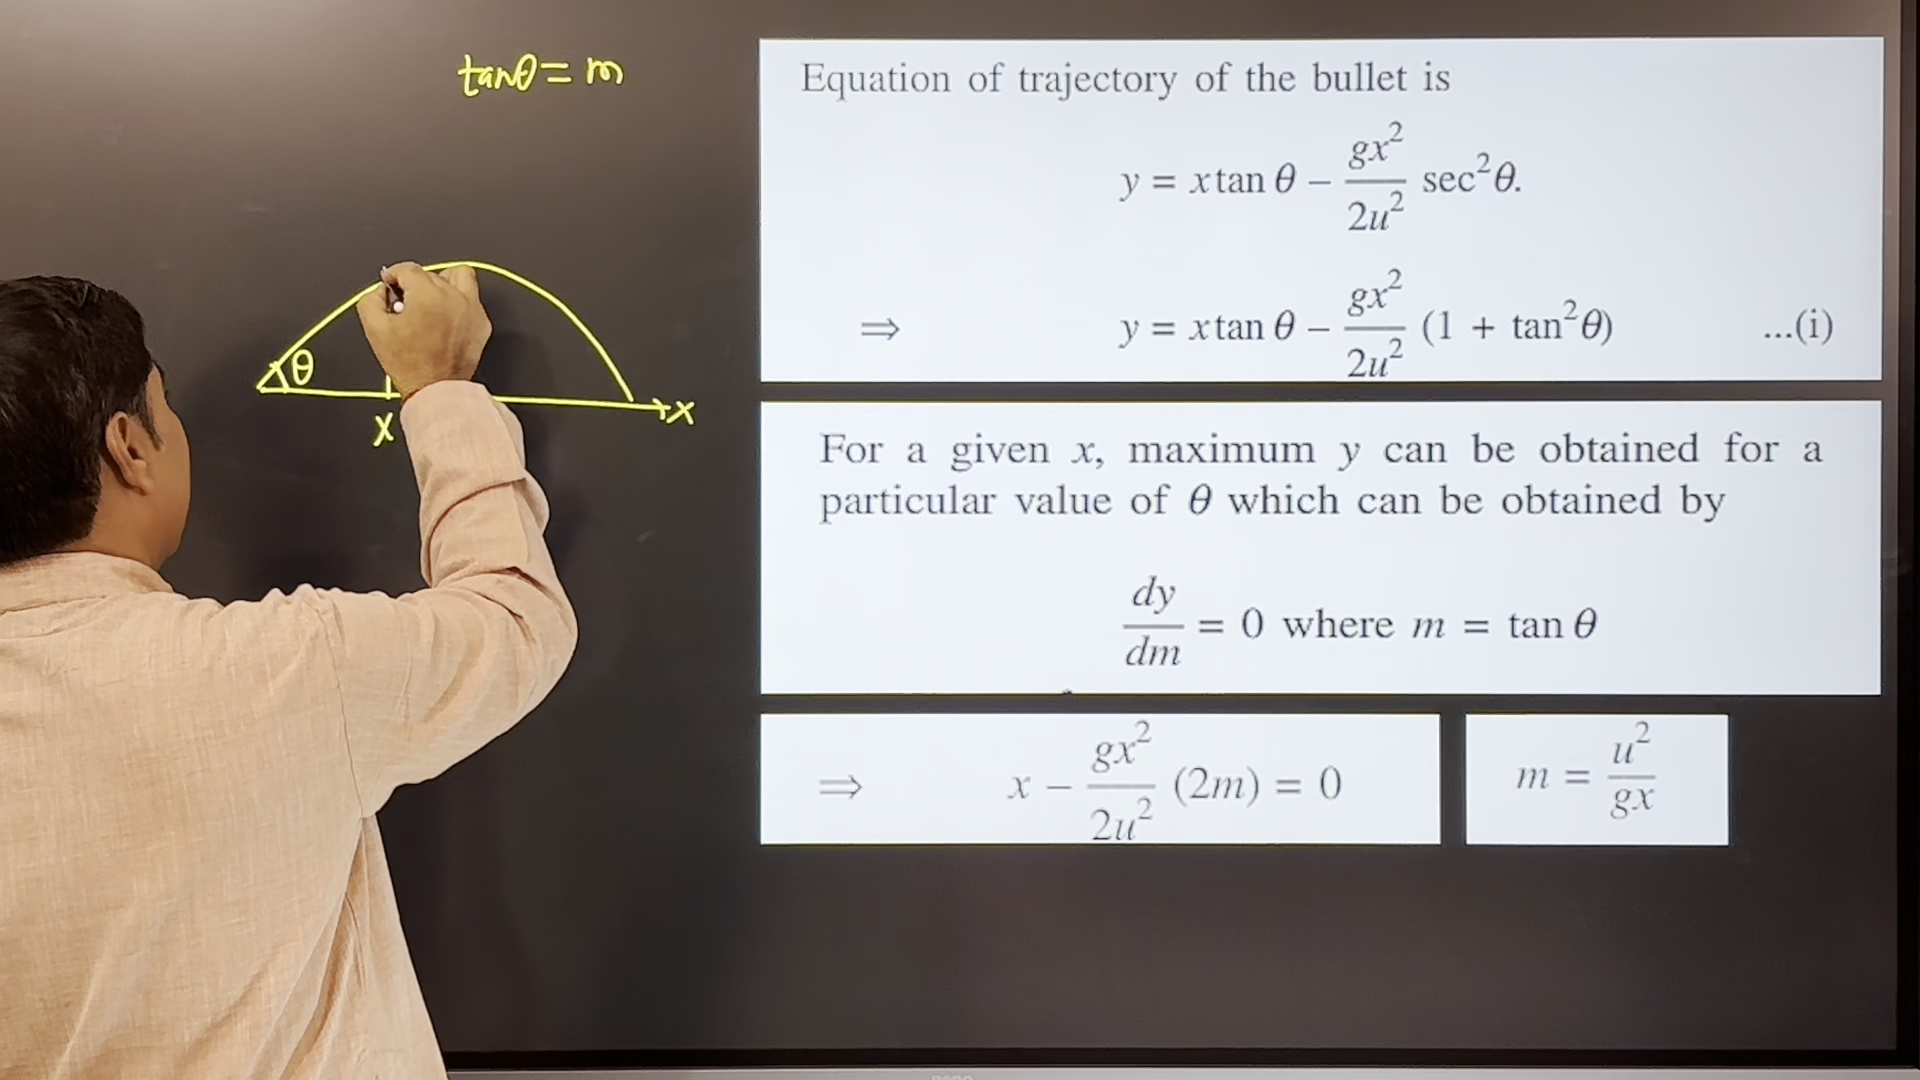 tanθ = m
θ
x
x
Equation of trajectory of the bullet is
y = x tan θ − gx²/2u² sec²θ.
⇒ y = x tan θ − gx²/2u² (1 + tan²θ) ...(i)
For a given x, maximum y can be obtained for a
particular value of θ which can be obtained by
dy/dm = 0 where m = tan θ
⇒ x − gx²/2u² (2m) = 0
m = u²/gx